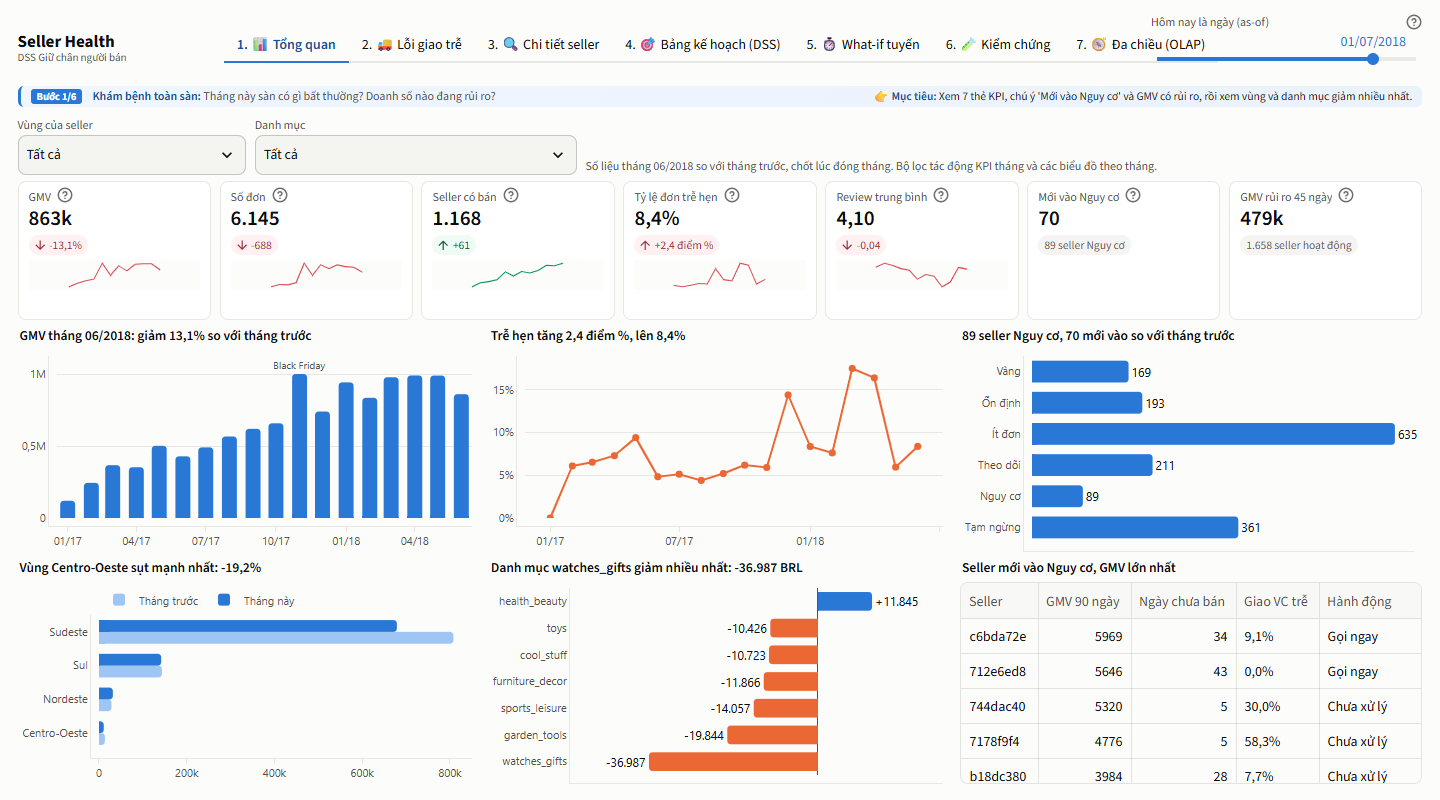 Hôm nay là ngày (as-of)
Seller Health
DSS Giữ chân người bán
1. 📊 Tổng quan
2. 🚚 Lỗi giao trễ
3. 🔍 Chi tiết seller
4. 🎯 Bảng kế hoạch (DSS)
5. ⏱ What-if tuyến
6. 🧪 Kiểm chứng
7. 🧭 Đa chiều (OLAP)
01/07/2018
Bước 1/6 Khám bệnh toàn sàn: Tháng này sàn có gì bất thường? Doanh số nào đang rủi ro?
👉 Mục tiêu: Xem 7 thẻ KPI, chú ý 'Mới vào Nguy cơ' và GMV có rủi ro, rồi xem vùng và danh mục giảm nhiều nhất.
Vùng của seller
Tất cả
Danh mục
Tất cả
Số liệu tháng 06/2018 so với tháng trước, chốt lúc đóng tháng. Bộ lọc tác động KPI tháng và các biểu đồ theo tháng.
GMV
863k
-13,1%
Số đơn
6.145
-688
Seller có bán
1.168
+61
Tỷ lệ đơn trễ hẹn
8,4%
+2,4 điểm %
Review trung bình
4,10
-0,04
Mới vào Nguy cơ
70
89 seller Nguy cơ
GMV rủi ro 45 ngày
479k
1.658 seller hoạt động
GMV tháng 06/2018: giảm 13,1% so với tháng trước
Black Friday
1M
0,5M
0
01/17
04/17
07/17
10/17
01/18
04/18
Trễ hẹn tăng 2,4 điểm %, lên 8,4%
15%
10%
5%
0%
01/17
07/17
01/18
89 seller Nguy cơ, 70 mới vào so với tháng trước
Vàng 169
Ổn định 193
Ít đơn 635
Theo dõi 211
Nguy cơ 89
Tạm ngừng 361
Vùng Centro-Oeste sụt mạnh nhất: -19,2%
Tháng trước
Tháng này
Sudeste
Sul
Nordeste
Centro-Oeste
0
200k
400k
600k
800k
Danh mục watches_gifts giảm nhiều nhất: -36.987 BRL
health_beauty +11.845
toys -10.426
cool_stuff -10.723
furniture_decor -11.866
sports_leisure -14.057
garden_tools -19.844
watches_gifts -36.987
Seller mới vào Nguy cơ, GMV lớn nhất
Seller GMV 90 ngày Ngày chưa bán Giao VC trễ Hành động
c6bda72e 5969 34 9,1% Gọi ngay
712e6ed8 5646 43 0,0% Gọi ngay
744dac40 5320 5 30,0% Chưa xử lý
7178f9f4 4776 5 58,3% Chưa xử lý
b18dc380 3984 28 7,7% Chưa xử lý